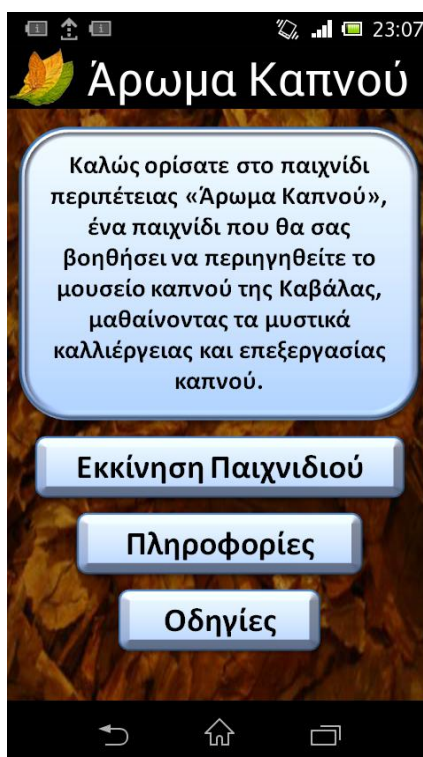 23:07
Άρωμα Καπνού
Καλώς ορίσατε στο παιχνίδι
περιπέτειας «Άρωμα Καπνού»,
ένα παιχνίδι που θα σας
βοηθήσει να περιηγηθείτε το
μουσείο καπνού της Καβάλας,
μαθαίνοντας τα μυστικά
καλλιέργειας και επεξεργασίας
καπνού.
Εκκίνηση Παιχνιδιού
Πληροφορίες
Οδηγίες